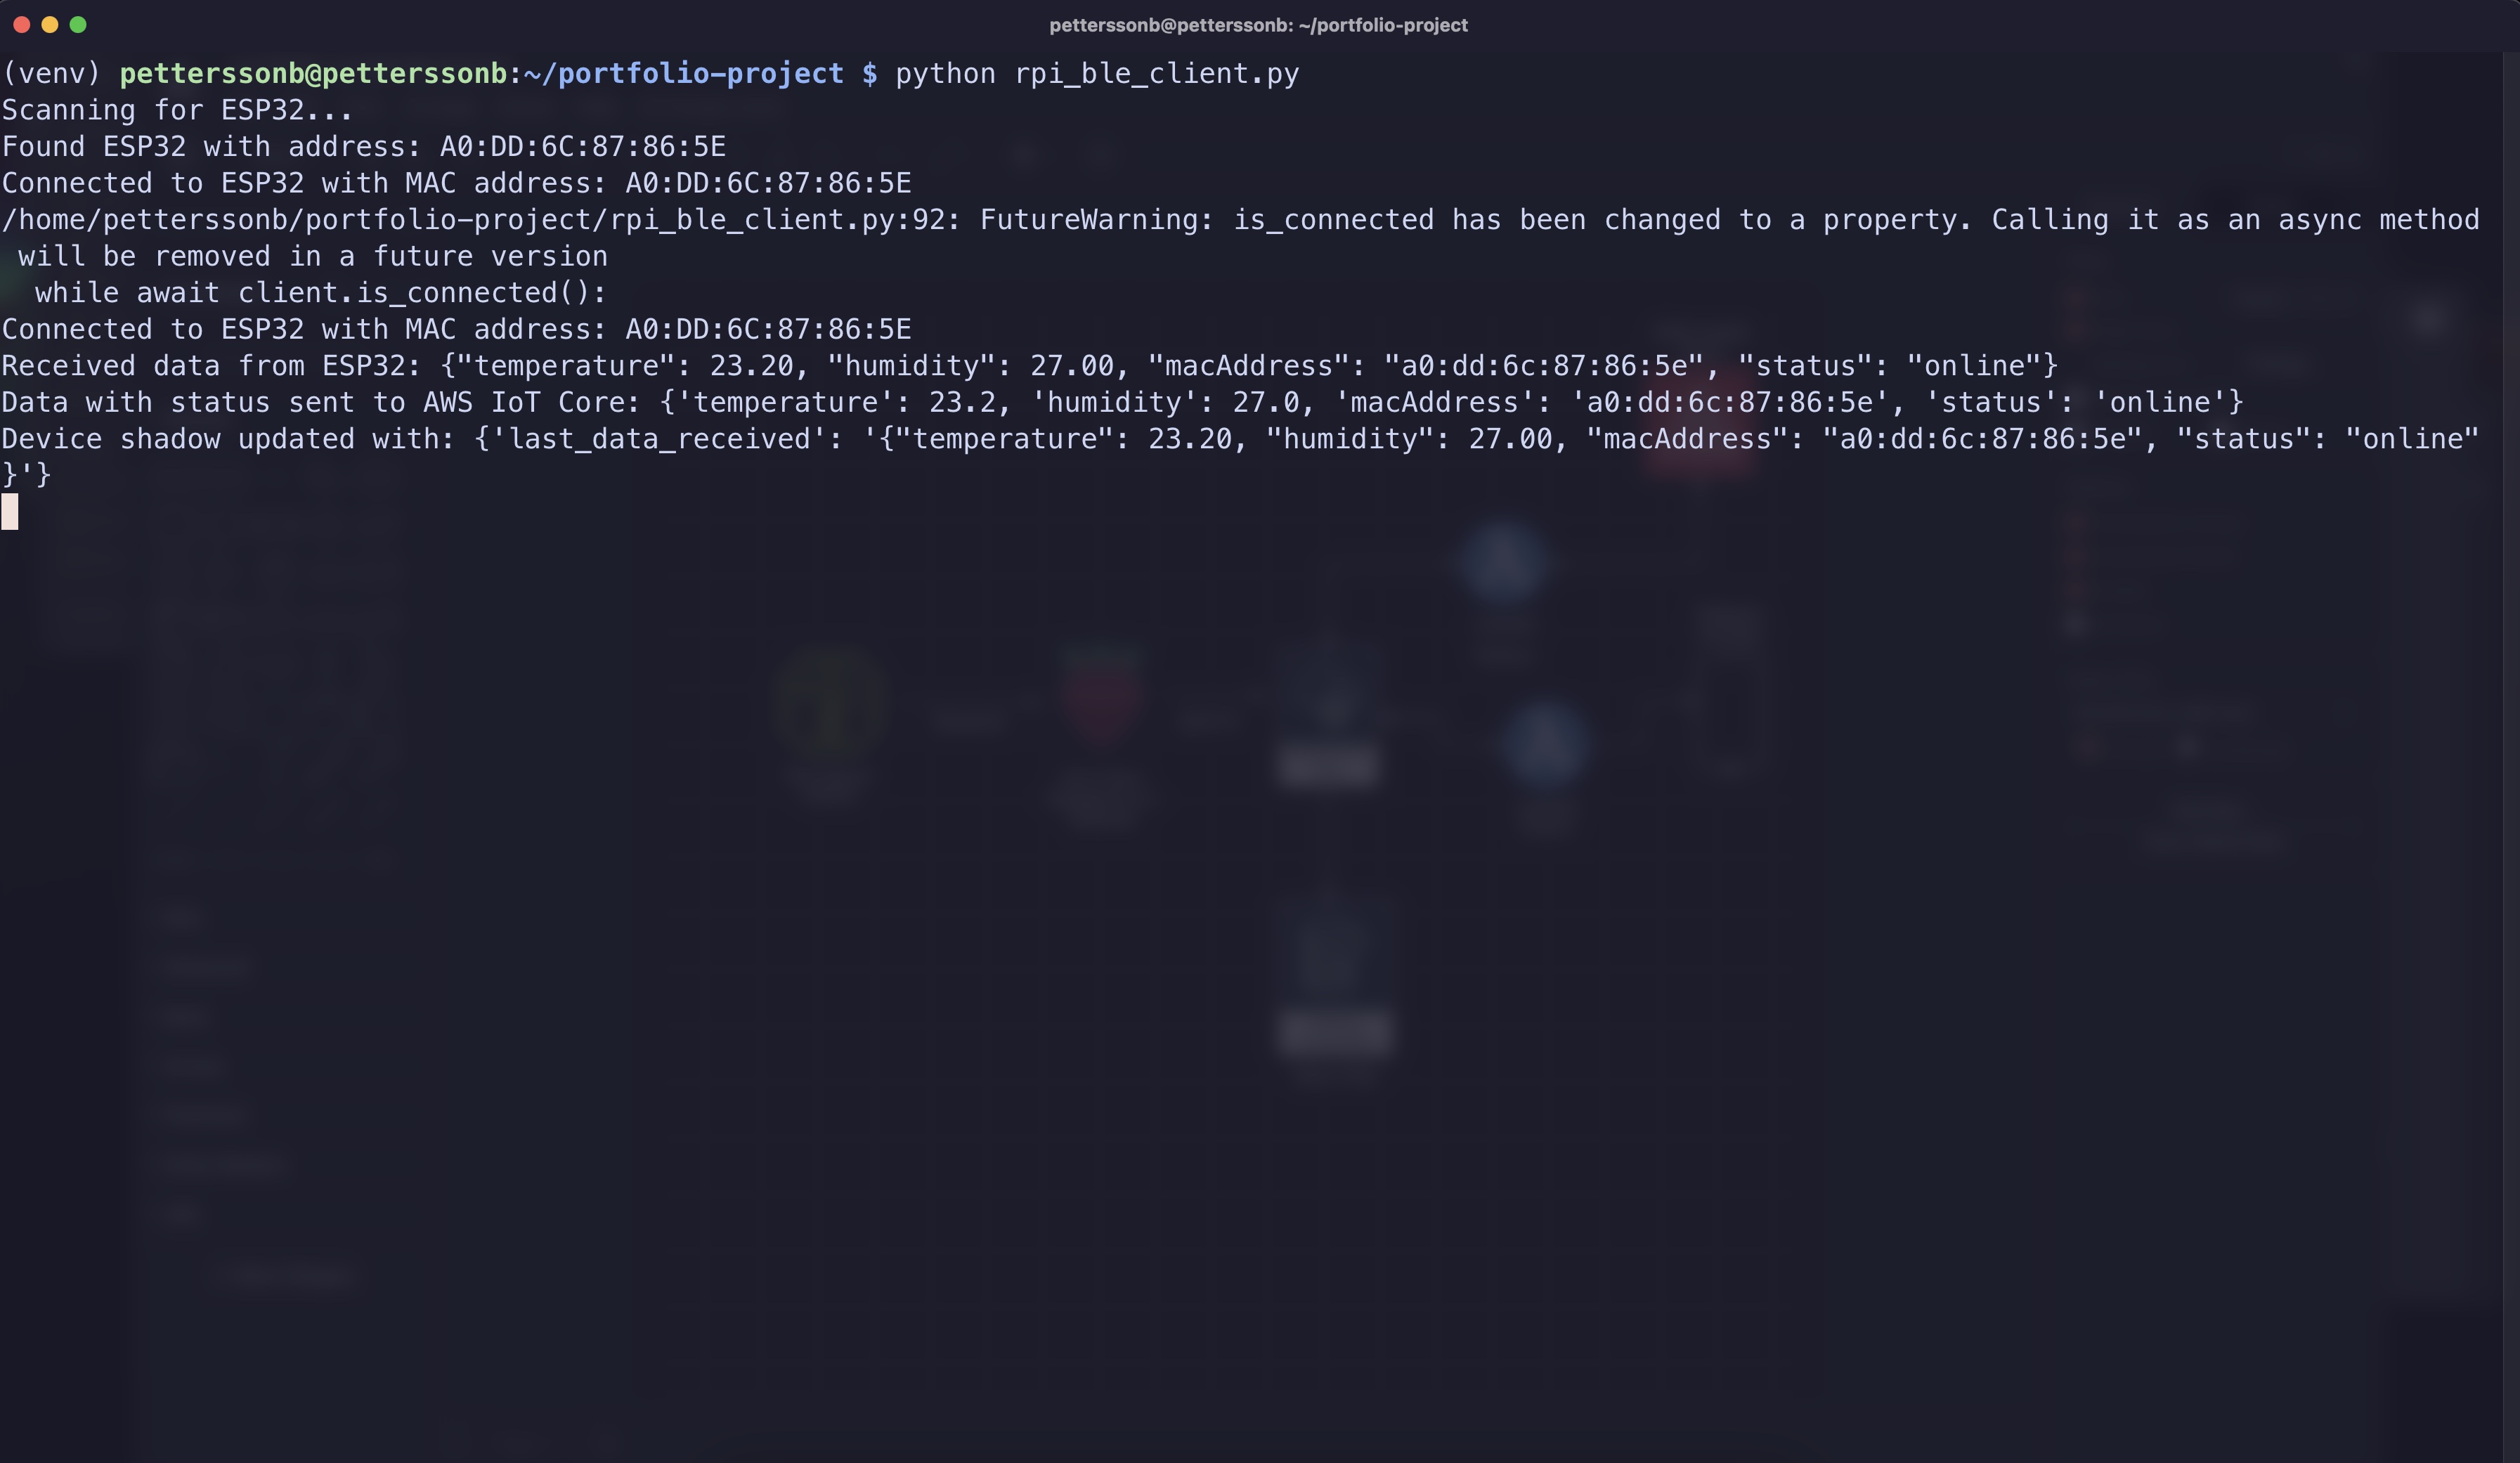 petterssonb@petterssonb: ~/portfolio-project
(venv) petterssonb@petterssonb:~/portfolio-project $ python rpi_ble_client.py
Scanning for ESP32...
Found ESP32 with address: A0:DD:6C:87:86:5E
Connected to ESP32 with MAC address: A0:DD:6C:87:86:5E
/home/petterssonb/portfolio-project/rpi_ble_client.py:92: FutureWarning: is_connected has been changed to a property. Calling it as an async method
 will be removed in a future version
  while await client.is_connected():
Connected to ESP32 with MAC address: A0:DD:6C:87:86:5E
Received data from ESP32: {"temperature": 23.20, "humidity": 27.00, "macAddress": "a0:dd:6c:87:86:5e", "status": "online"}
Data with status sent to AWS IoT Core: {'temperature': 23.2, 'humidity': 27.0, 'macAddress': 'a0:dd:6c:87:86:5e', 'status': 'online'}
Device shadow updated with: {'last_data_received': '{"temperature": 23.20, "humidity": 27.00, "macAddress": "a0:dd:6c:87:86:5e", "status": "online"
}'}